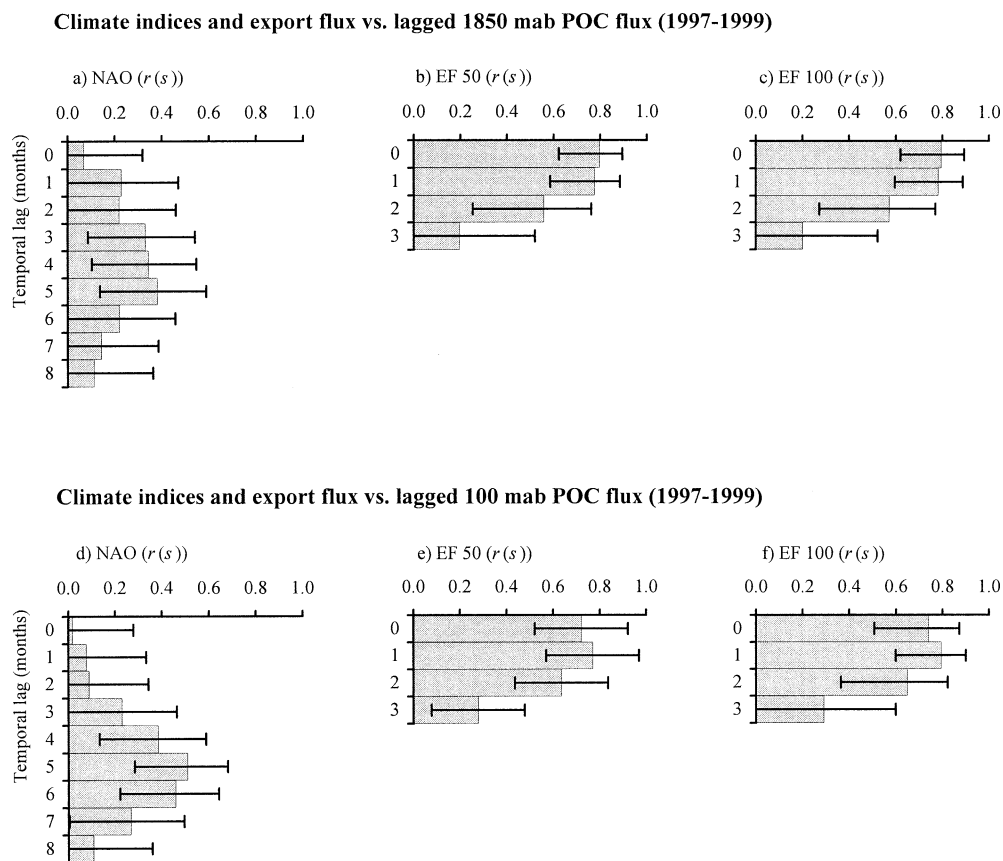 Climate indices and export flux vs. lagged 1850 mab POC flux (1997-1999)
a) NAO (r(s))
b) EF 50 (r(s))
c) EF 100 (r(s))
0.0 0.2 0.4 0.6 0.8 1.0
0.0 0.2 0.4 0.6 0.8 1.0
0.0 0.2 0.4 0.6 0.8 1.0
Temporal lag (months)
0
1
2
3
4
5
6
7
8
0
1
2
3
0
1
2
3
Climate indices and export flux vs. lagged 100 mab POC flux (1997-1999)
d) NAO (r(s))
e) EF 50 (r(s))
f) EF 100 (r(s))
0.0 0.2 0.4 0.6 0.8 1.0
0.0 0.2 0.4 0.6 0.8 1.0
0.0 0.2 0.4 0.6 0.8 1.0
Temporal lag (months)
0
1
2
3
4
5
6
7
8
0
1
2
3
0
1
2
3